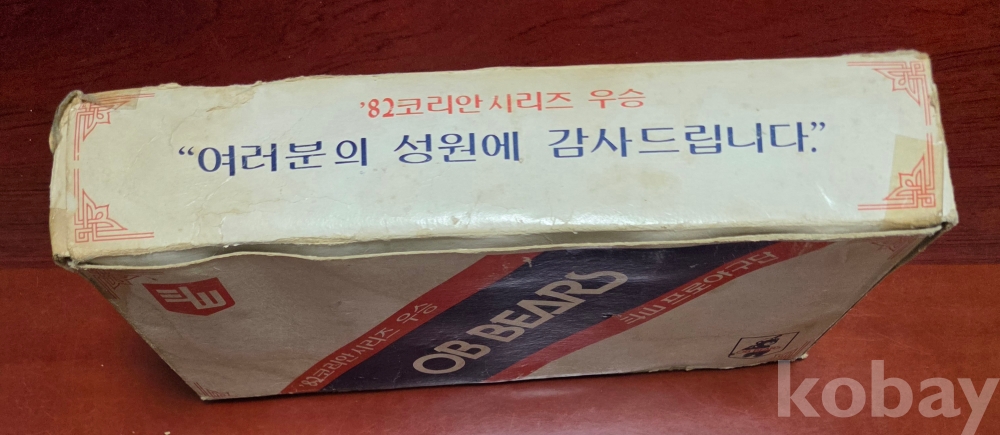 '82코리안시리즈 우승
“여러분의 성원에 감사드립니다.”
'82코리안시리즈 우승
OB BEARS
프로야구단
kobay